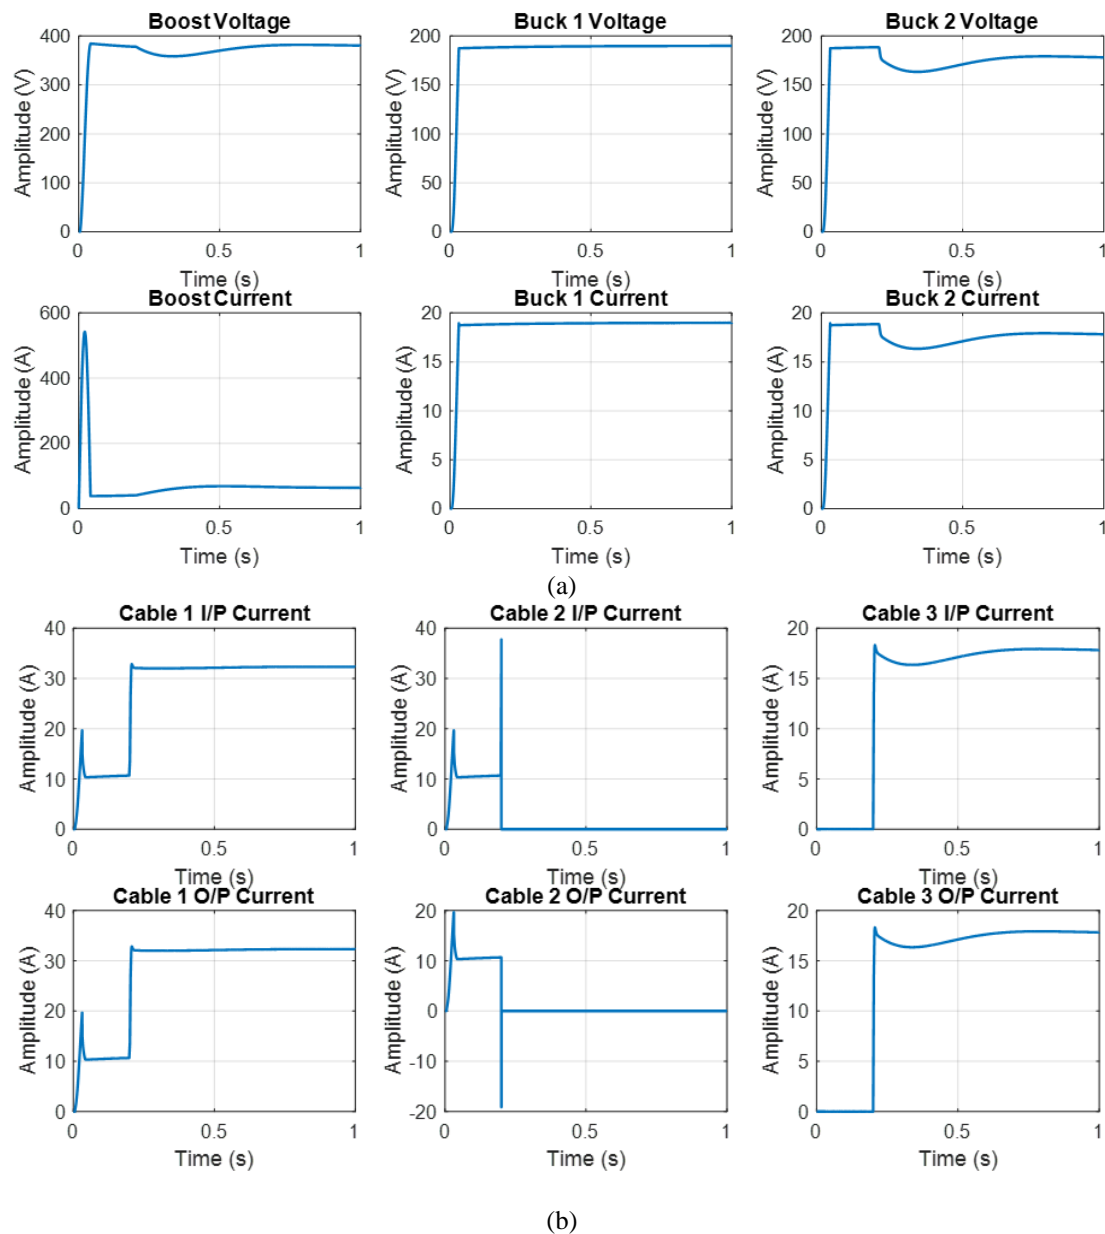 Boost Voltage
Amplitude (V)
400
300
200
100
0
0 0.5 1
Time (s)
Buck 1 Voltage
Amplitude (V)
200
150
100
50
0
0 0.5 1
Time (s)
Buck 2 Voltage
Amplitude (V)
200
150
100
50
0
0 0.5 1
Time (s)
Boost Current
Amplitude (A)
600
400
200
0
0 0.5 1
Time (s)
Buck 1 Current
Amplitude (A)
20
15
10
5
0
0 0.5 1
Time (s)
Buck 2 Current
Amplitude (A)
20
15
10
5
0
0 0.5 1
Time (s)
(a)
Cable 1 I/P Current
Amplitude (A)
40
30
20
10
0
0 0.5 1
Time (s)
Cable 2 I/P Current
Amplitude (A)
40
30
20
10
0
0 0.5 1
Time (s)
Cable 3 I/P Current
Amplitude (A)
20
15
10
5
0
0 0.5 1
Time (s)
Cable 1 O/P Current
Amplitude (A)
40
30
20
10
0
0 0.5 1
Time (s)
Cable 2 O/P Current
Amplitude (A)
20
10
0
-10
-20
0 0.5 1
Time (s)
Cable 3 O/P Current
Amplitude (A)
20
15
10
5
0
0 0.5 1
Time (s)
(b)